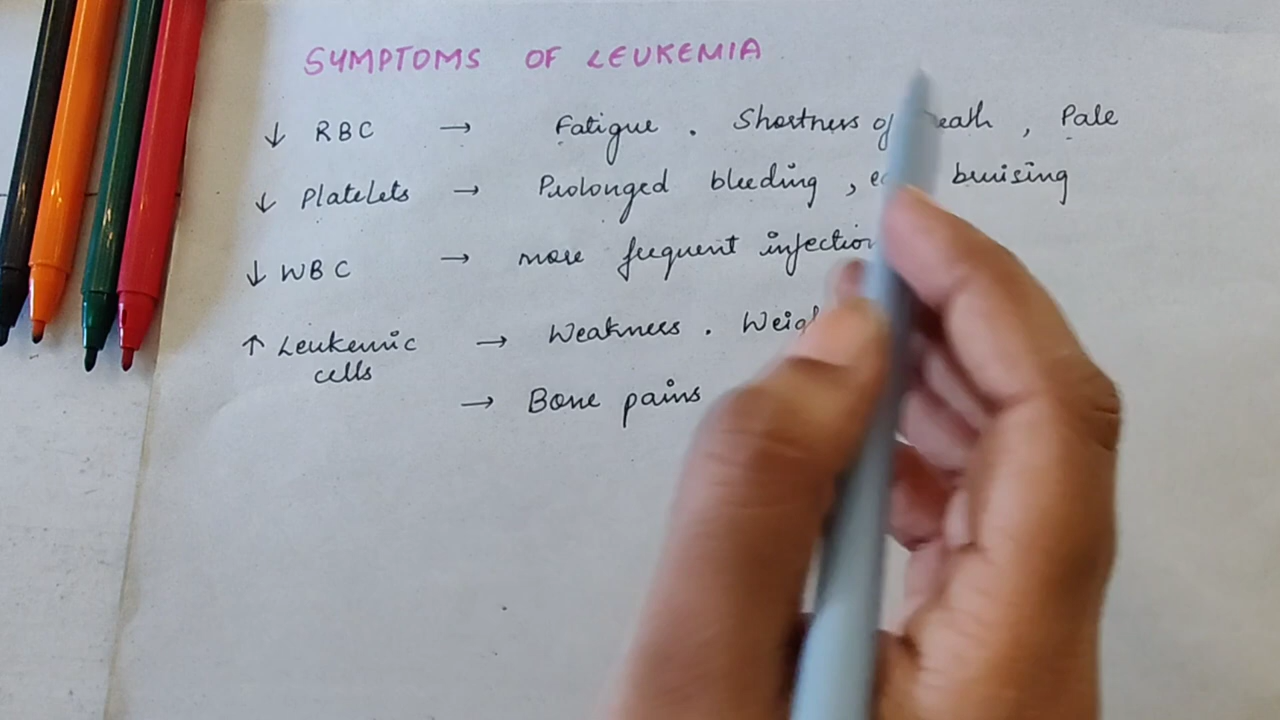 SYMPTOMS OF LEUKEMIA
↓ RBC → Fatigue . Shortness of , Pale
↓ Platelets → Prolonged bleeding , bruising
↓ WBC → more frequent
↑ Leukemic → Weakness .
cells
→ Bone pains